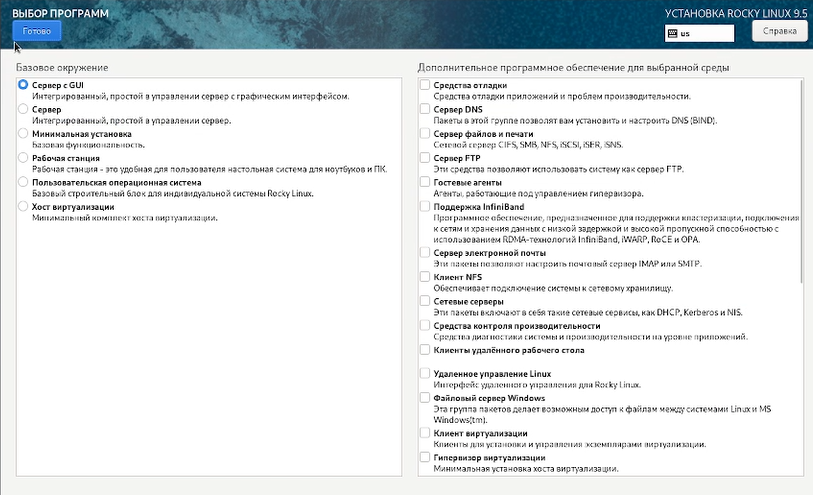 ВЫБОР ПРОГРАММ
УСТАНОВКА ROCKY LINUX 9.5
Готово
us
Справка
Базовое окружение
Сервер с GUI
Интегрированный, простой в управлении сервер с графическим интерфейсом.
Сервер
Интегрированный, простой в управлении сервер.
Минимальная установка
Базовая функциональность.
Рабочая станция
Рабочая станция - это удобная для пользователя настольная система для ноутбуков и ПК.
Пользовательская операционная система
Базовый строительный блок для индивидуальной системы Rocky Linux.
Хост виртуализации
Минимальный комплект хоста виртуализации.
Дополнительное программное обеспечение для выбранной среды
Средства отладки
Средства отладки приложений и проблем производительности.
Сервер DNS
Пакеты в этой группе позволят вам установить и настроить DNS (BIND).
Сервер файлов и печати
Сетевой сервер CIFS, SMB, NFS, iSCSI, iSER, iSNS.
Сервер FTP
Эти средства позволяют использовать систему как сервер FTP.
Гостевые агенты
Агенты, работающие под управлением гипервизора.
Поддержка InfiniBand
Программное обеспечение, предназначенное для поддержки кластеризации, подключения
к сетям и хранения данных с низкой задержкой и высокой пропускной способностью с
использованием RDMA-технологий InfiniBand, iWARP, RoCE и OPA.
Сервер электронной почты
Эти пакеты позволяют настроить почтовый сервер IMAP или SMTP.
Клиент NFS
Обеспечивает подключение системы к сетевому хранилищу.
Сетевые серверы
Эти пакеты включают в себя такие сетевые сервисы, как DHCP, Kerberos и NIS.
Средства контроля производительности
Средства диагностики системы и производительности на уровне приложений.
Клиенты удалённого рабочего стола
Удаленное управление Linux
Интерфейс удаленного управления для Rocky Linux.
Файловый сервер Windows
Эта группа пакетов делает возможным доступ к файлам между системами Linux и MS
Windows(tm).
Клиент виртуализации
Клиенты для установки и управления экземплярами виртуализации.
Гипервизор виртуализации
Минимальная установка хоста виртуализации.